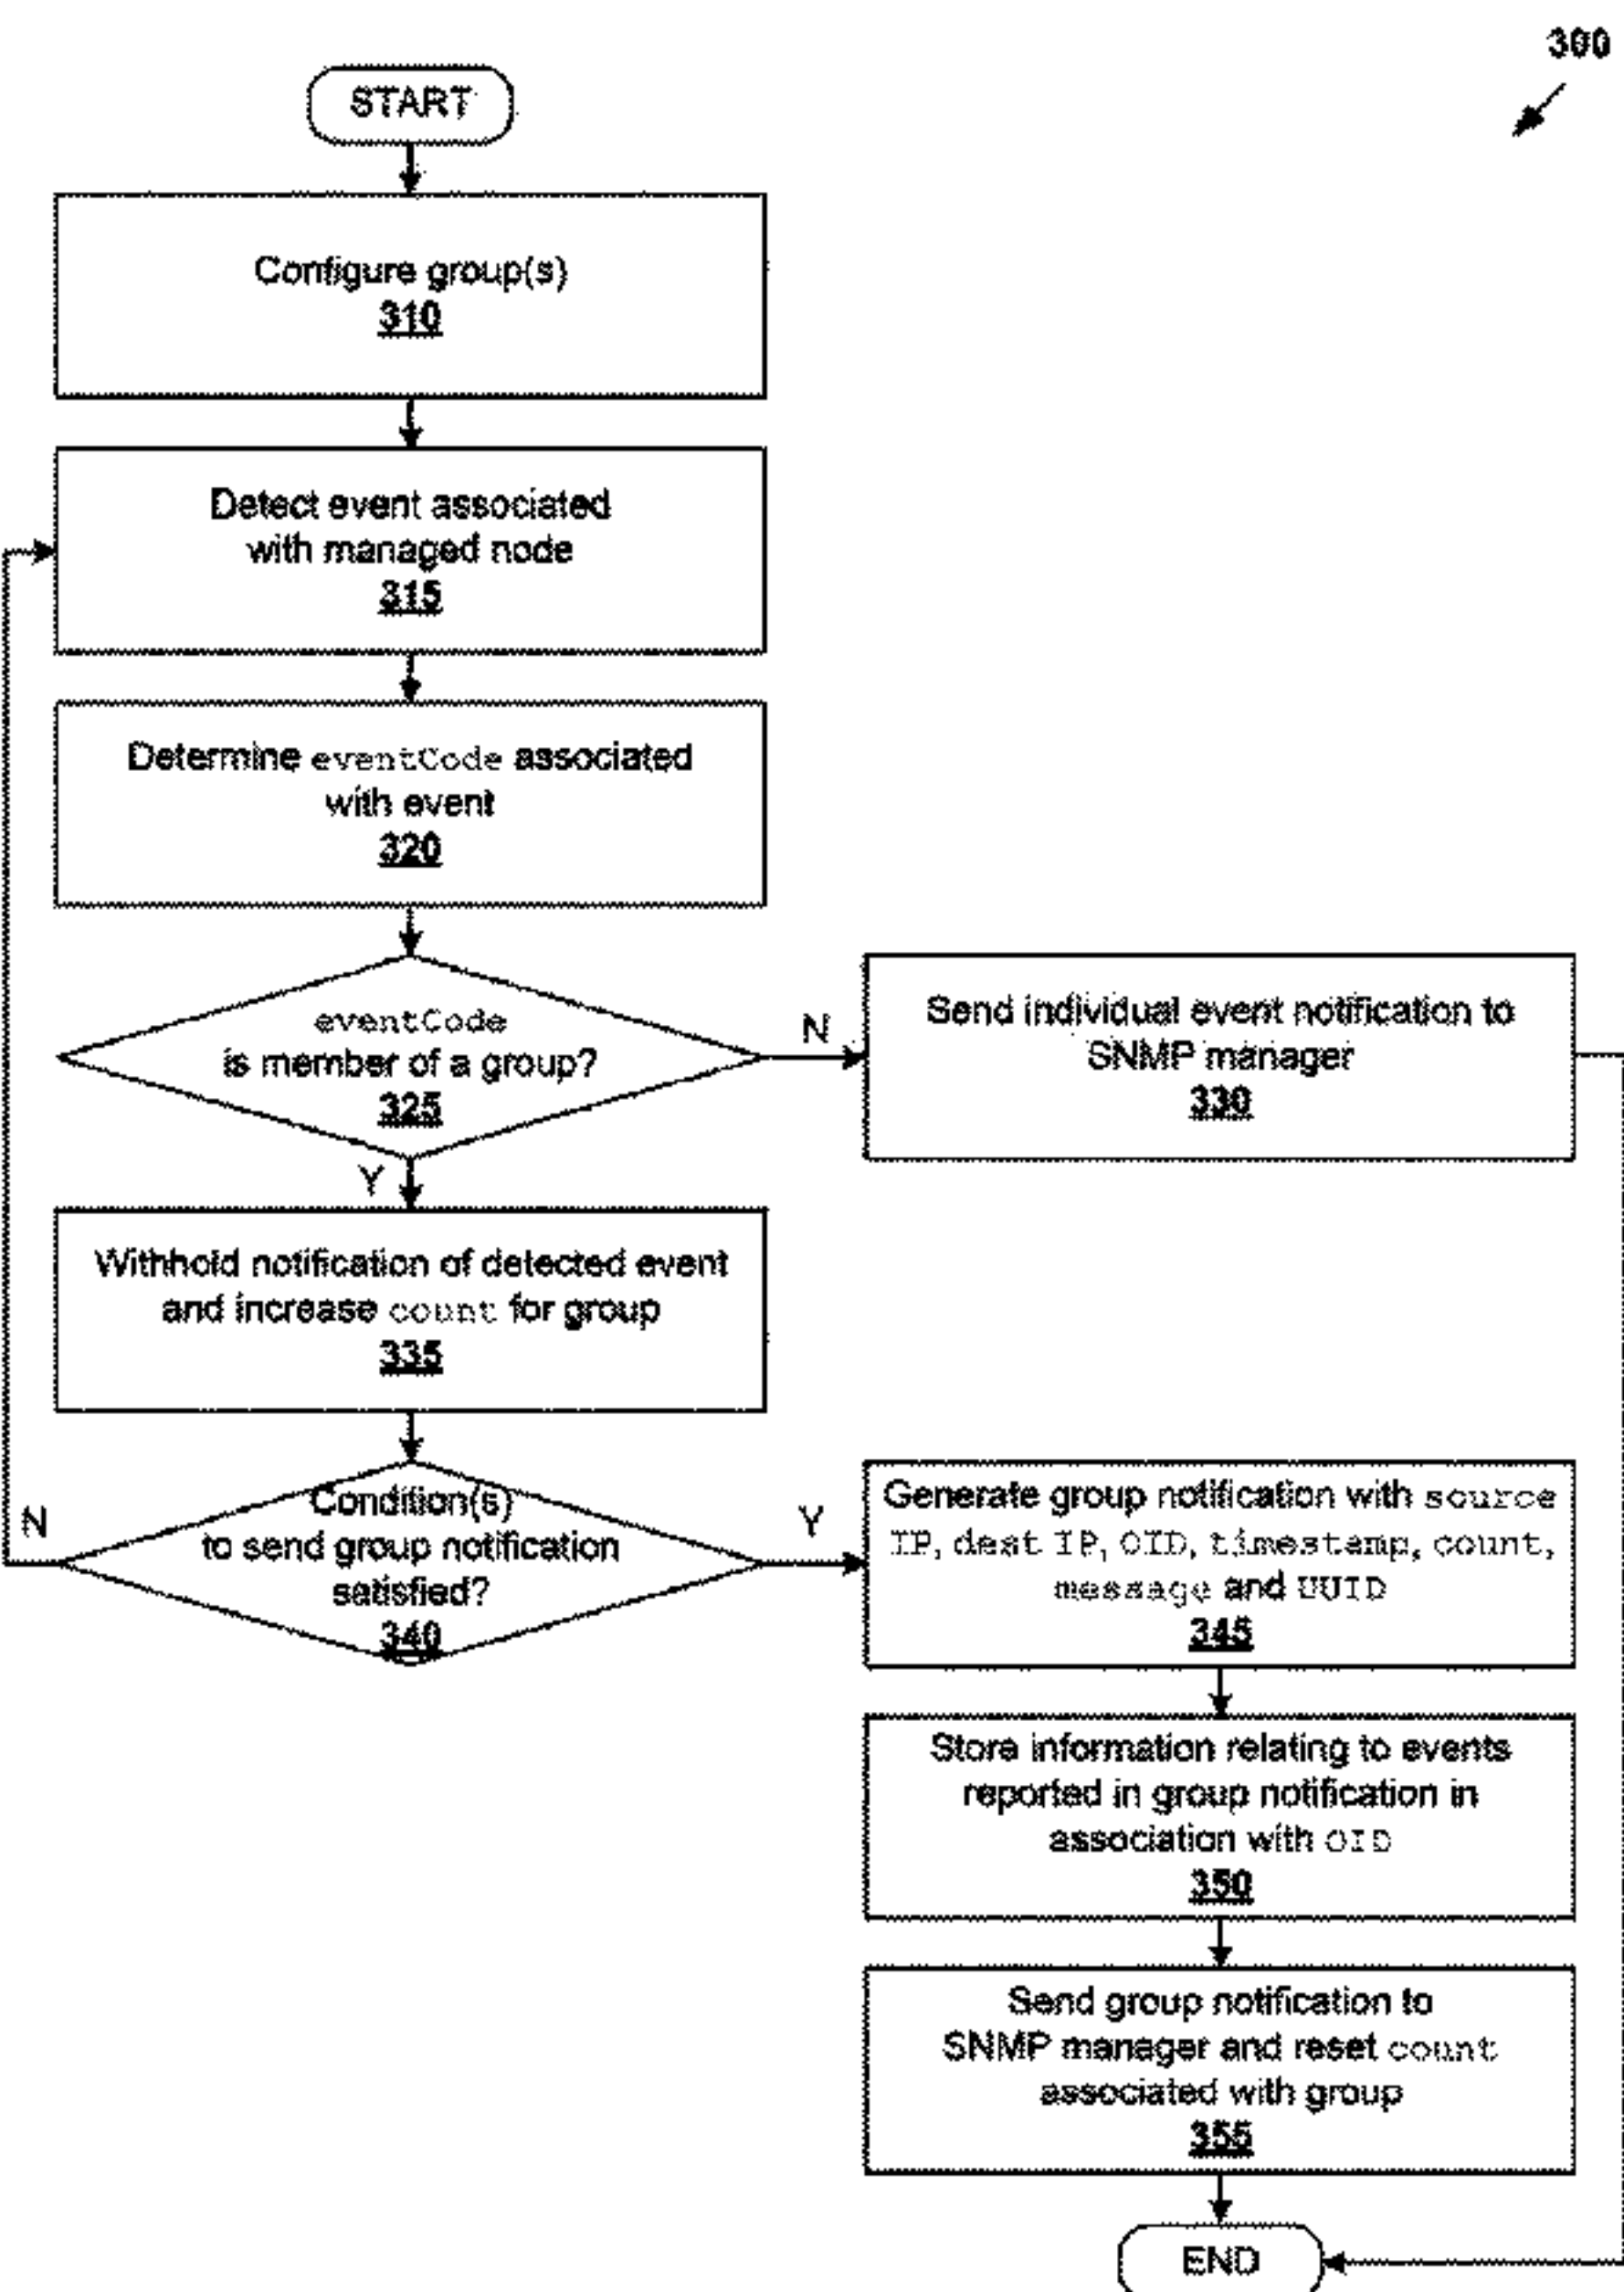 300
START
Configure group(s)
310
Detect event associated
with managed node
315
Determine eventCode associated
with event
320
eventCode
is member of a group?
325
N
Send individual event notification to
SNMP manager
330
Y
Withhold notification of detected event
and increase count for group
335
Condition(s)
to send group notification
satisfied?
340
N
Y
Generate group notification with source
IP, dest IP, OID, timestamp, count,
message and UUID
345
Store information relating to events
reported in group notification in
association with OID
350
Send group notification to
SNMP manager and reset count
associated with group
355
END